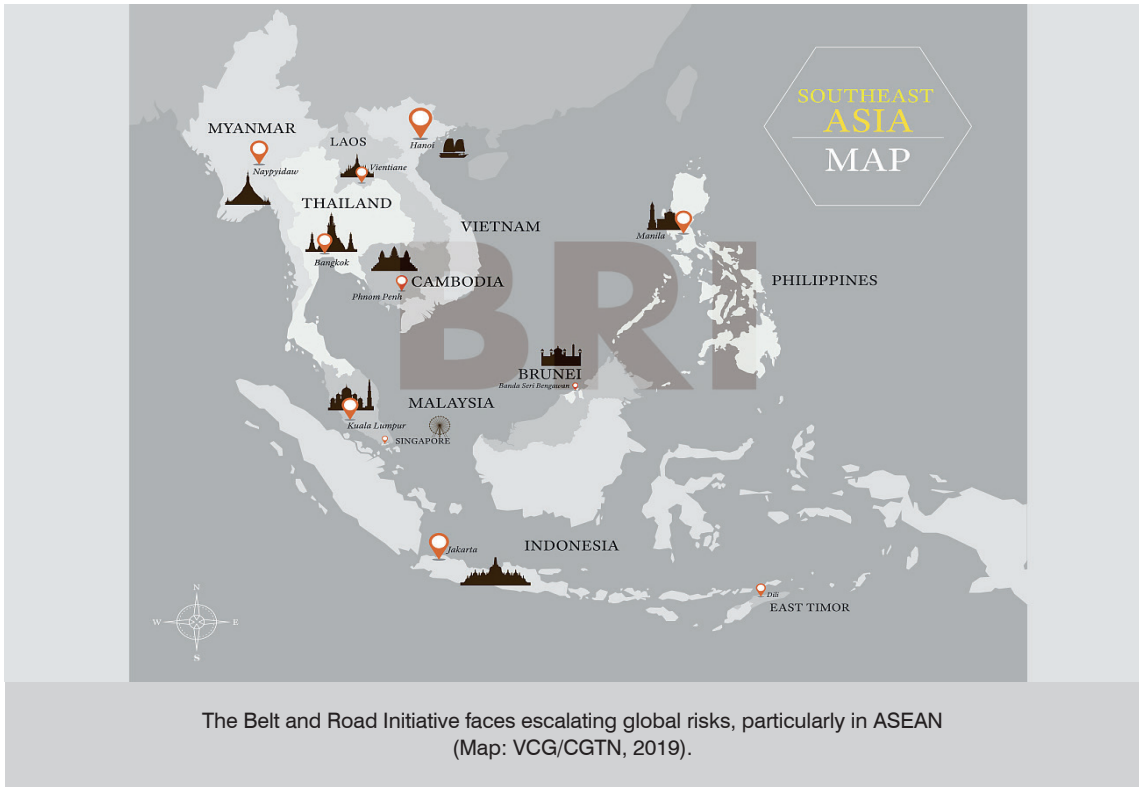 SOUTHEAST
ASIA
MAP
MYANMAR
Naypyidaw
LAOS
Vientiane
Hanoi
THAILAND
Bangkok
VIETNAM
CAMBODIA
Phnom Penh
Manila
PHILIPPINES
BRI
BRUNEI
Banda Seri Bengawan
MALAYSIA
Kuala Lumpur
SINGAPORE
Jakarta
INDONESIA
Dili
EAST TIMOR
N
W E
S
The Belt and Road Initiative faces escalating global risks, particularly in ASEAN
(Map: VCG/CGTN, 2019).